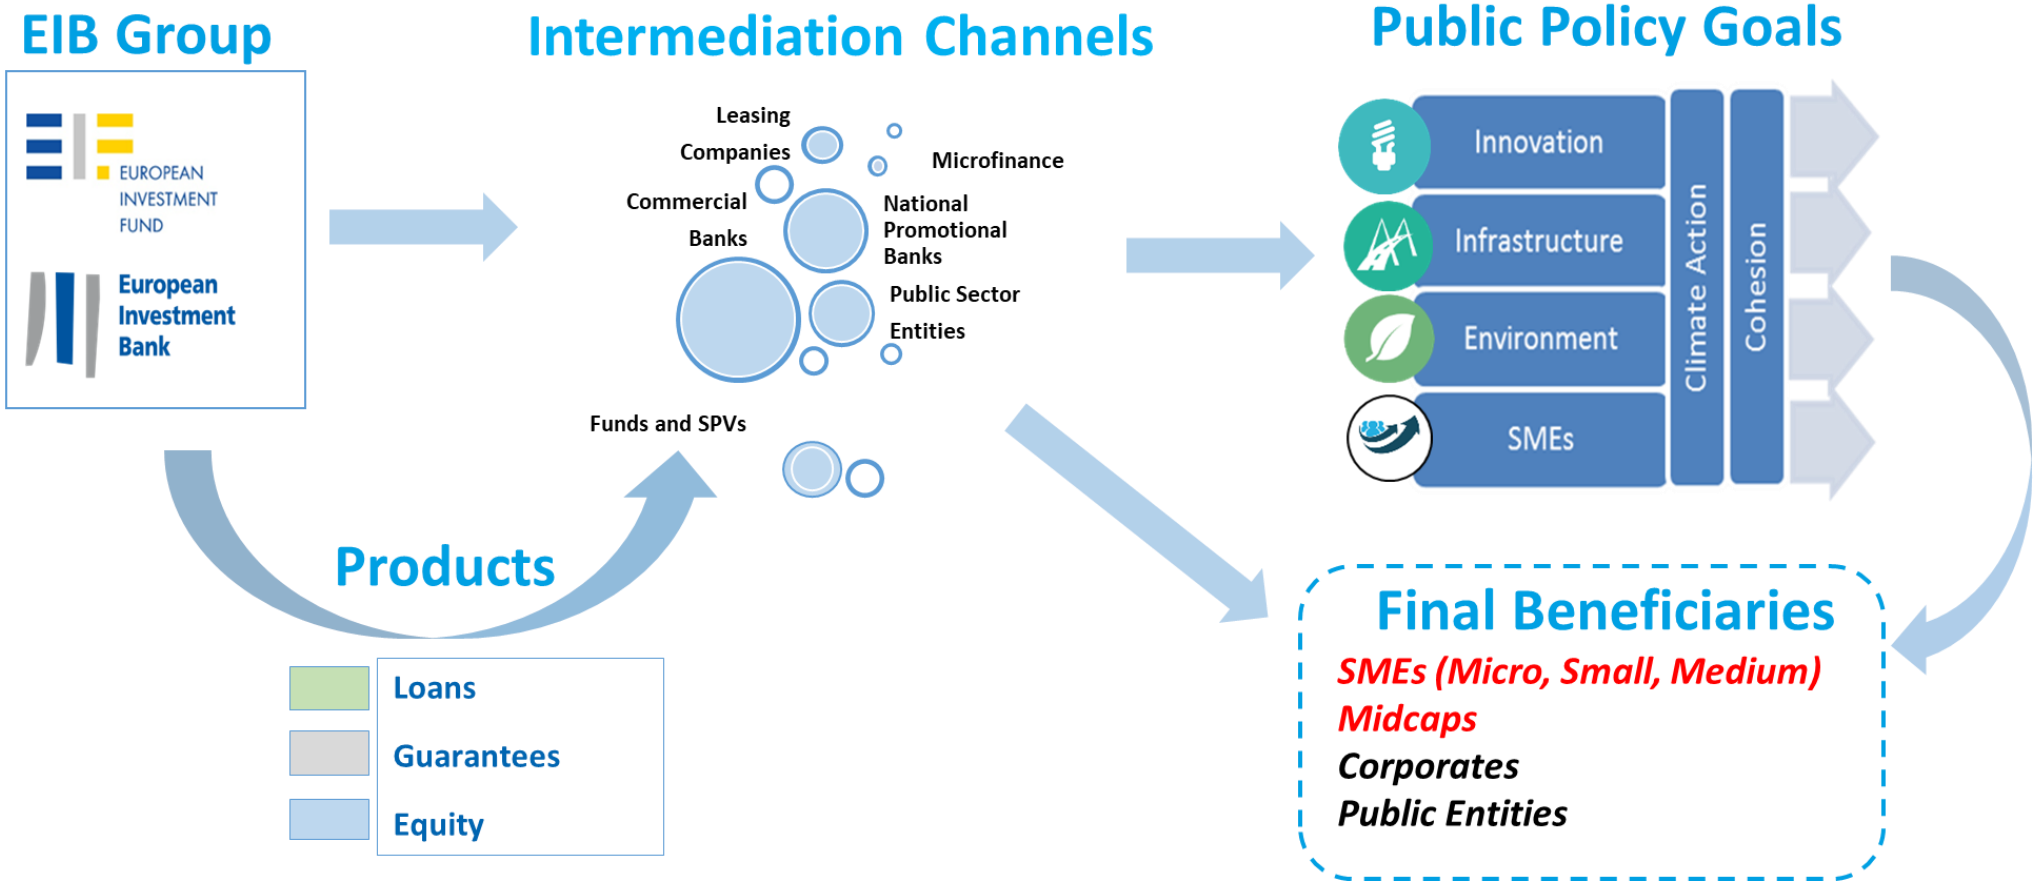 EIB Group
EUROPEAN
INVESTMENT
FUND
European
Investment
Bank
Intermediation Channels
Leasing
Companies
Microfinance
Commercial
Banks
National
Promotional
Banks
Public Sector
Entities
Funds and SPVs
Public Policy Goals
Innovation
Infrastructure
Environment
SMEs
Climate Action
Cohesion
Products
Loans
Guarantees
Equity
Final Beneficiaries
SMEs (Micro, Small, Medium)
Midcaps
Corporates
Public Entities